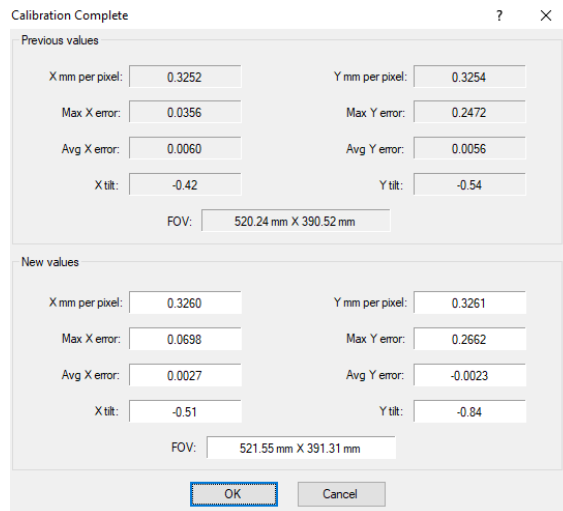 Calibration Complete ? ×
Previous values
X mm per pixel: 0.3252 Y mm per pixel: 0.3254
Max X error: 0.0356 Max Y error: 0.2472
Avg X error: 0.0060 Avg Y error: 0.0056
X tilt: -0.42 Y tilt: -0.54
FOV: 520.24 mm X 390.52 mm
New values
X mm per pixel: 0.3260 Y mm per pixel: 0.3261
Max X error: 0.0698 Max Y error: 0.2662
Avg X error: 0.0027 Avg Y error: -0.0023
X tilt: -0.51 Y tilt: -0.84
FOV: 521.55 mm X 391.31 mm
OK Cancel